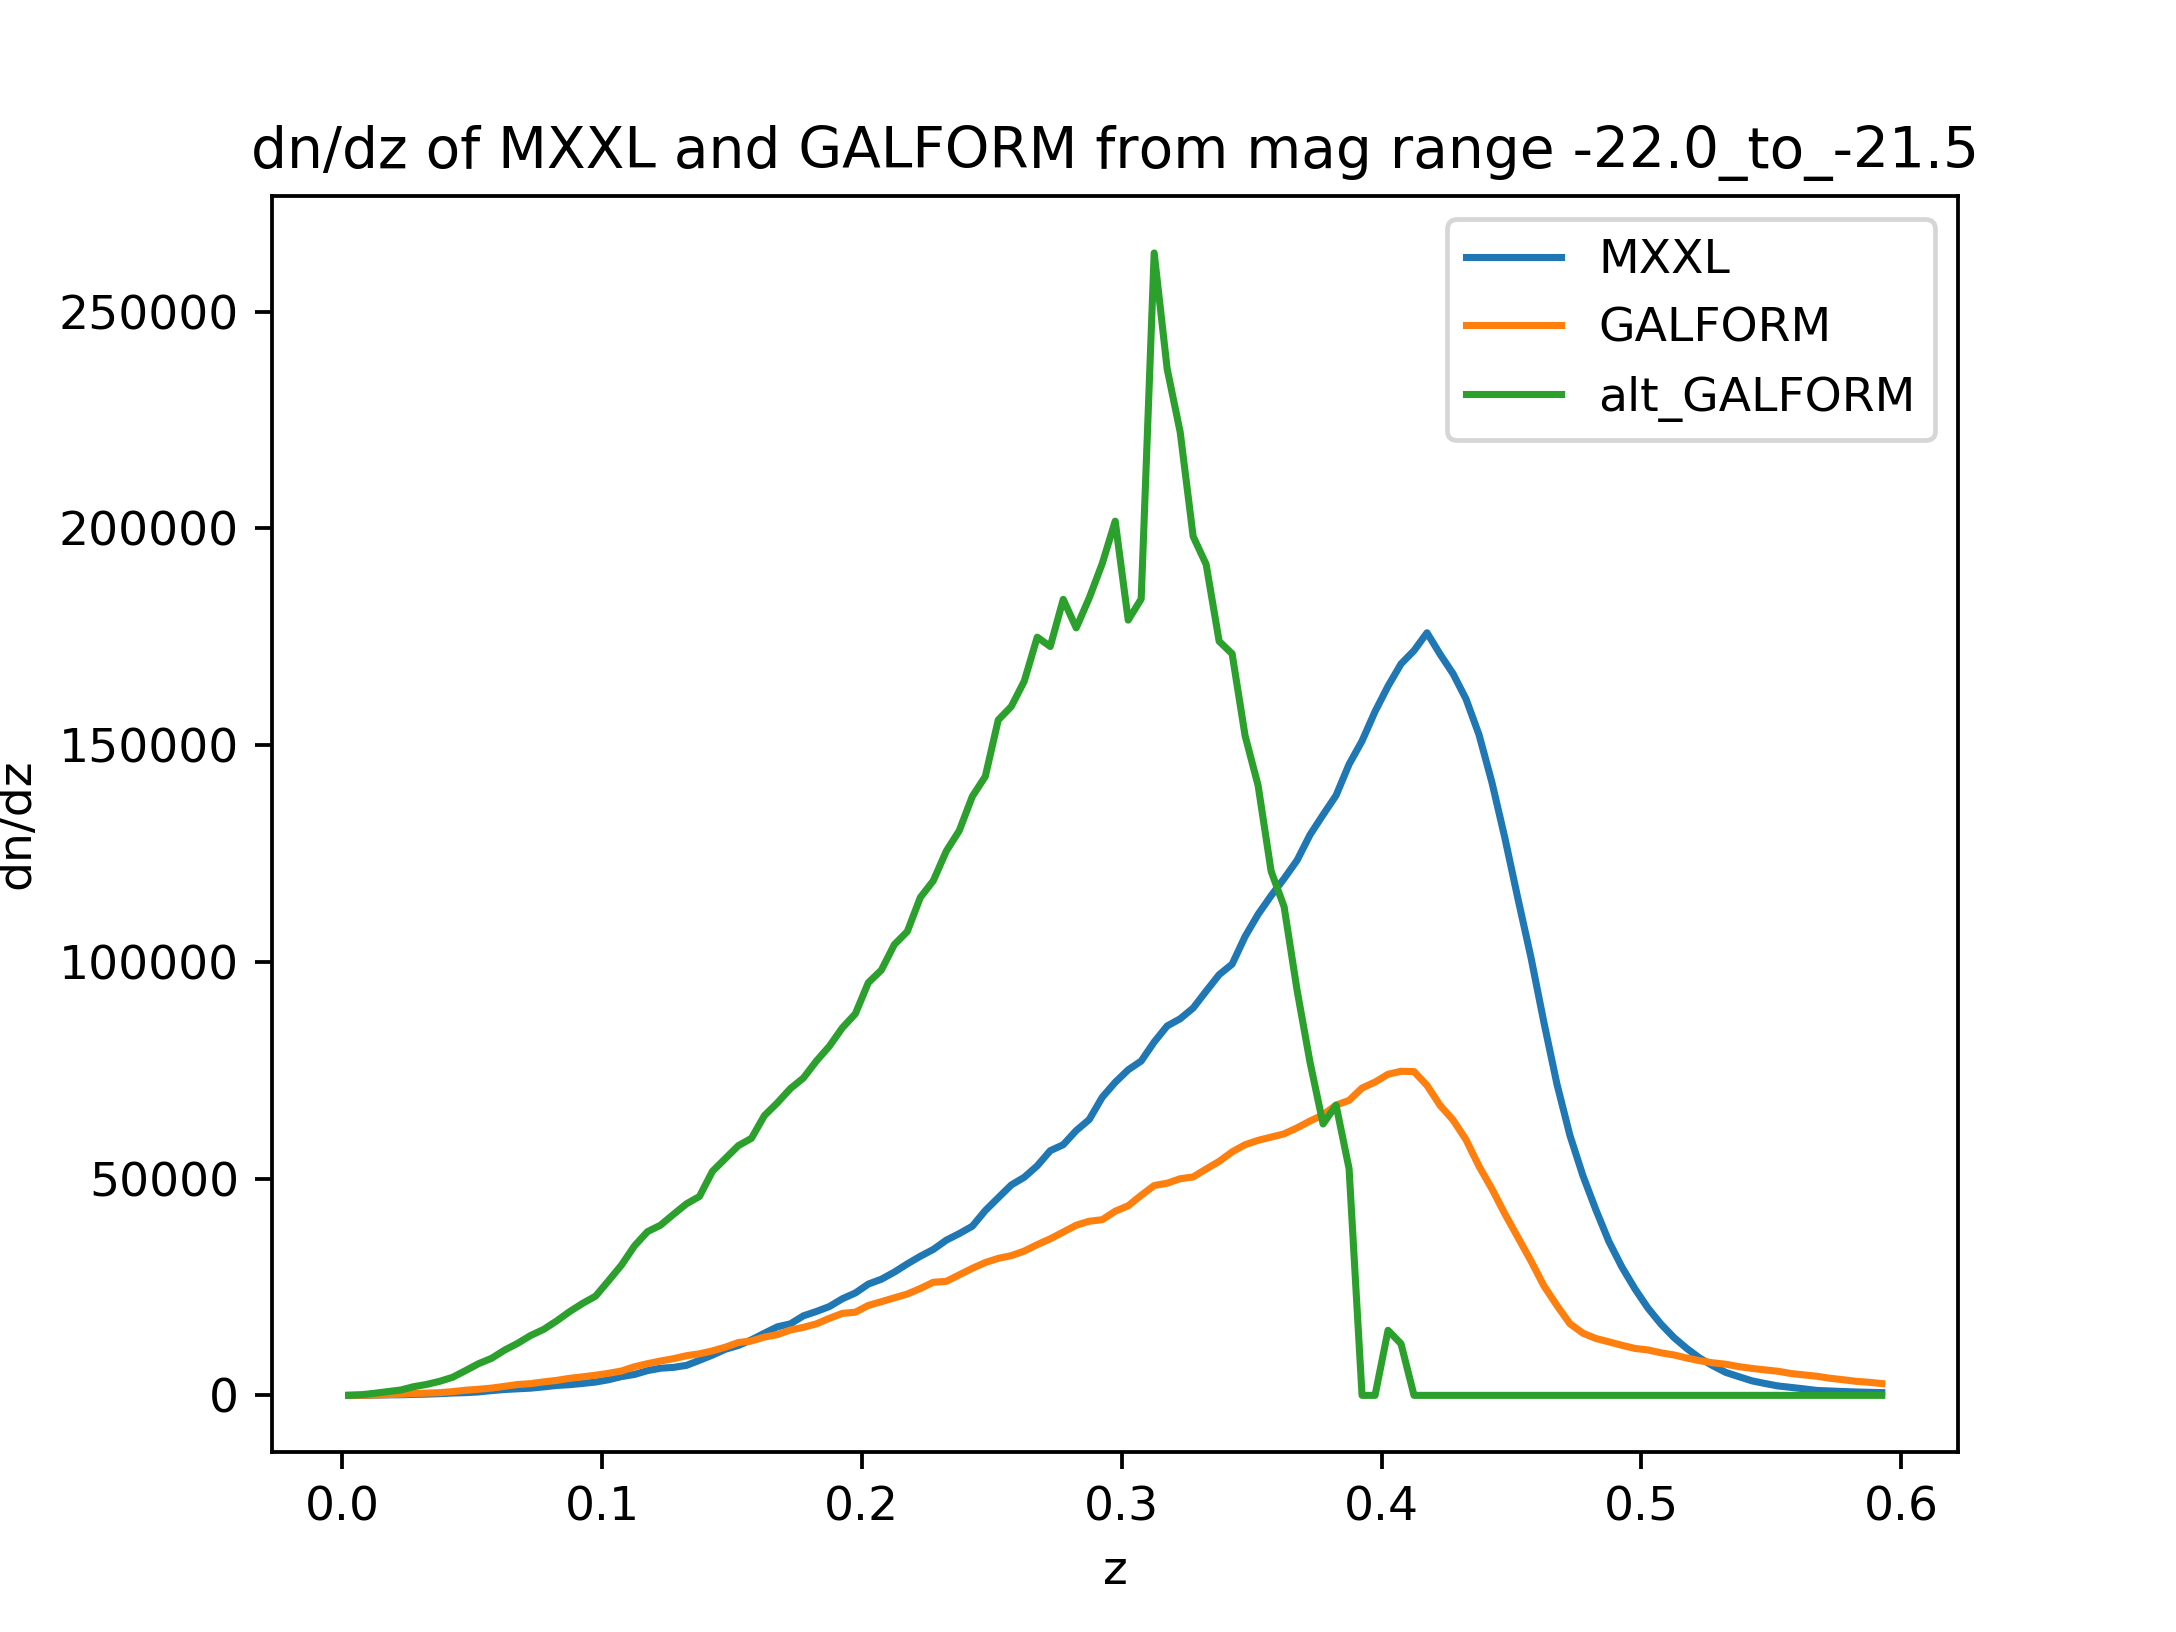 dn/dz of MXXL and GALFORM from mag range -22.0_to_-21.5
MXXL
GALFORM
alt_GALFORM
250000
200000
150000
100000
50000
0
dn/dz
0.0 0.1 0.2 0.3 0.4 0.5 0.6
z